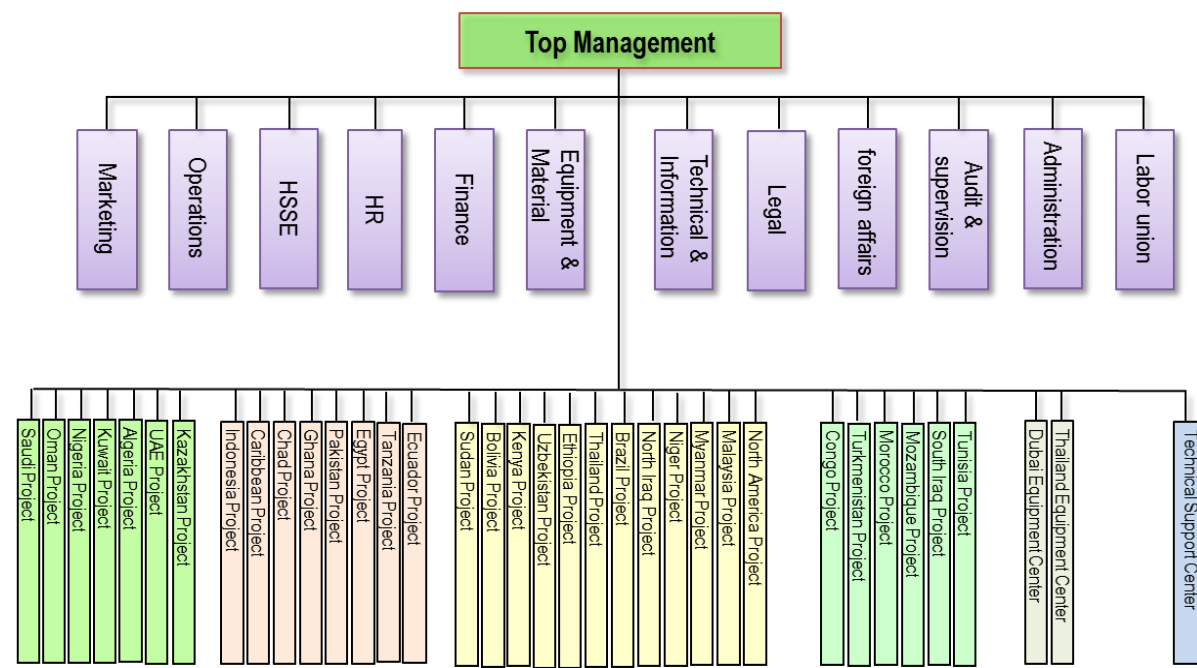 Top Management
Marketing
Operations
HSSE
HR
Finance
Equipment &
Material
Technical &
Information
Legal
foreign affairs
Audit &
supervision
Administration
Labor union
Saudi Project
Oman Project
Nigeria Project
Kuwait Project
Algeria Project
UAE Project
Kazakhstan Project
Indonesia Project
Caribbean Project
Chad Project
Ghana Project
Pakistan Project
Egypt Project
Tanzania Project
Ecuador Project
Sudan Project
Bolivia Project
Kenya Project
Uzbekistan Project
Ethiopia Project
Thailand Project
Brazil Project
North Iraq Project
Niger Project
Myanmar Project
Malaysia Project
North America Project
Congo Project
Turkmenistan Project
Morocco Project
Mozambique Project
South Iraq Project
Tunisia Project
Dubai Equipment Center
Thailand Equipment Center
Technical Support Center